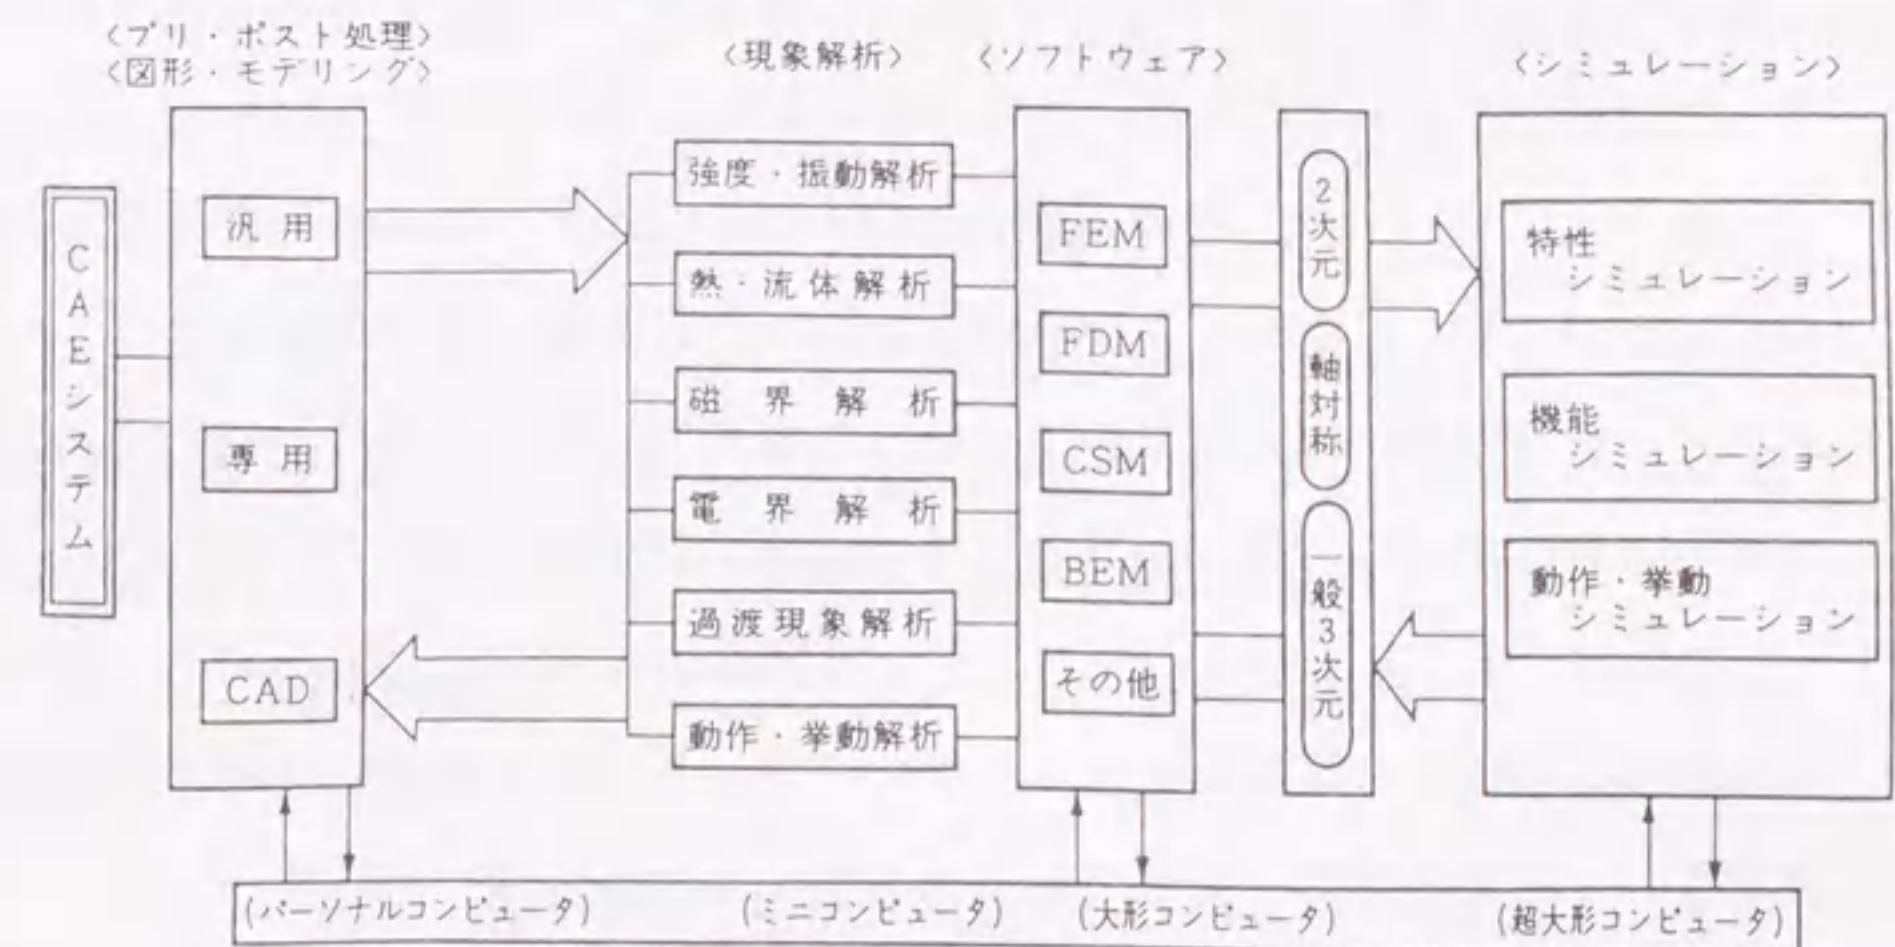 〈プリ・ポスト処理〉
〈図形・モデリング〉
〈現象解析〉
〈ソフトウェア〉
〈シミュレーション〉
CAEシステム
汎用
専用
CAD
強度・振動解析
熱・流体解析
磁界解析
電界解析
過渡現象解析
動作・挙動解析
FEM
FDM
CSM
BEM
その他
2次元
軸対称
一般3次元
特性
シミュレーション
機能
シミュレーション
動作・挙動
シミュレーション
(パーソナルコンピュータ)
(ミニコンピュータ)
(大形コンピュータ)
(超大形コンピュータ)